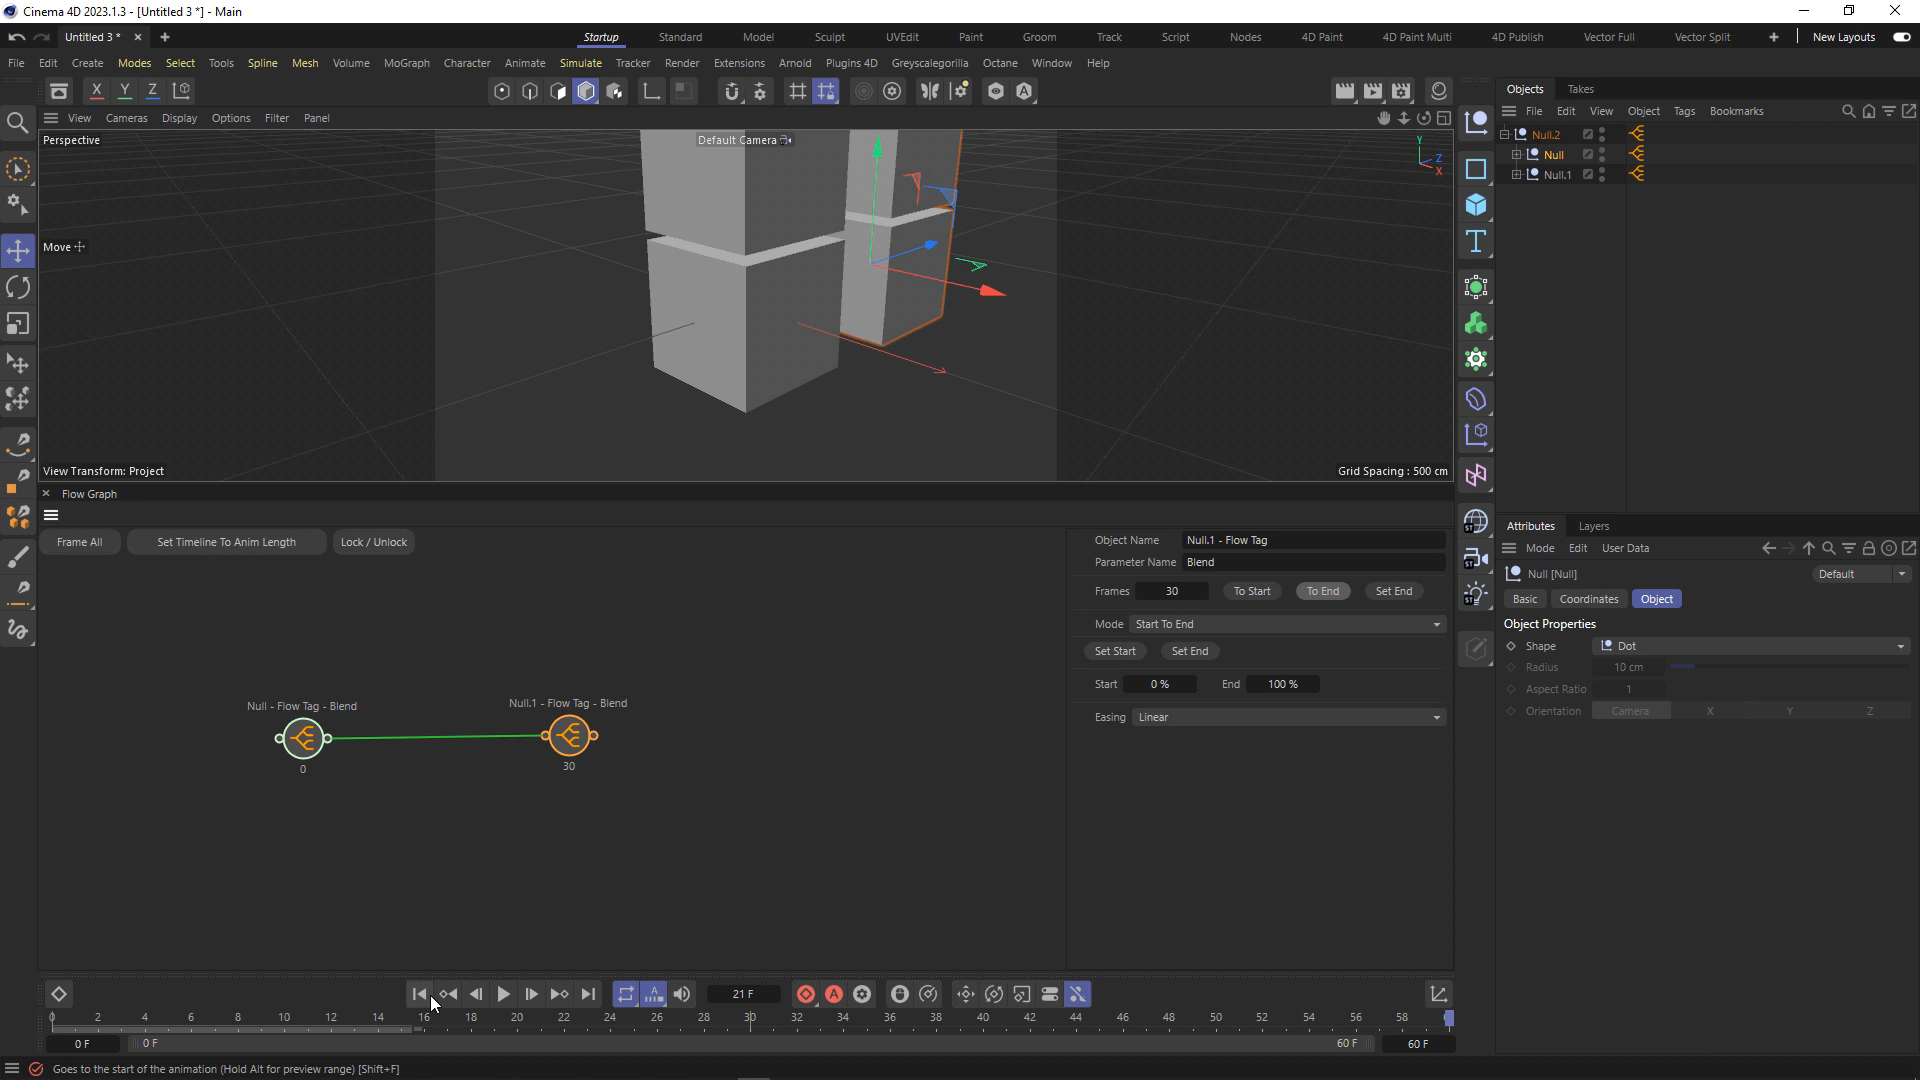 Cinema 4D 2023.1.3 - [Untitled 3 *] - Main
Untitled 3 *
Startup Standard Model Sculpt UVEdit Paint Groom Track Script Nodes 4D Paint 4D Paint Multi 4D Publish Vector Full Vector Split New Layouts
File Edit Create Modes Select Tools Spline Mesh Volume MoGraph Character Animate Simulate Tracker Render Extensions Arnoid Plugins 4D Greyscalegorilla Octane Window Help
X Y Z
Objects Takes
View Cameras Display Options Filter Panel
File Edit View Object Tags Bookmarks
Perspective
Default Camera
Y
Z
X
Null.2
Null
Null.1
Move
View Transform: Project
Grid Spacing : 500 cm
Flow Graph
Frame All
Set Timeline To Anim Length
Lock / Unlock
Object Name Null.1 - Flow Tag
Parameter Name Blend
Frames 30 To Start To End Set End
Mode Start To End
Set Start Set End
Start 0 % End 100 %
Easing Linear
Null - Flow Tag - Blend
0
Null.1 - Flow Tag - Blend
30
Attributes Layers
Mode Edit User Data
Null [Null]
Default
Basic Coordinates Object
Object Properties
Shape Dot
Radius 10 cm
Aspect Ratio 1
Orientation Camera X Y Z
21 F
0 2 4 6 8 10 12 14 16 18 20 22 24 26 28 30 32 34 36 38 40 42 44 46 48 50 52 54 56 58
0 F 0 F 60 F 60 F
Goes to the start of the animation (Hold Alt for preview range) [Shift+F]